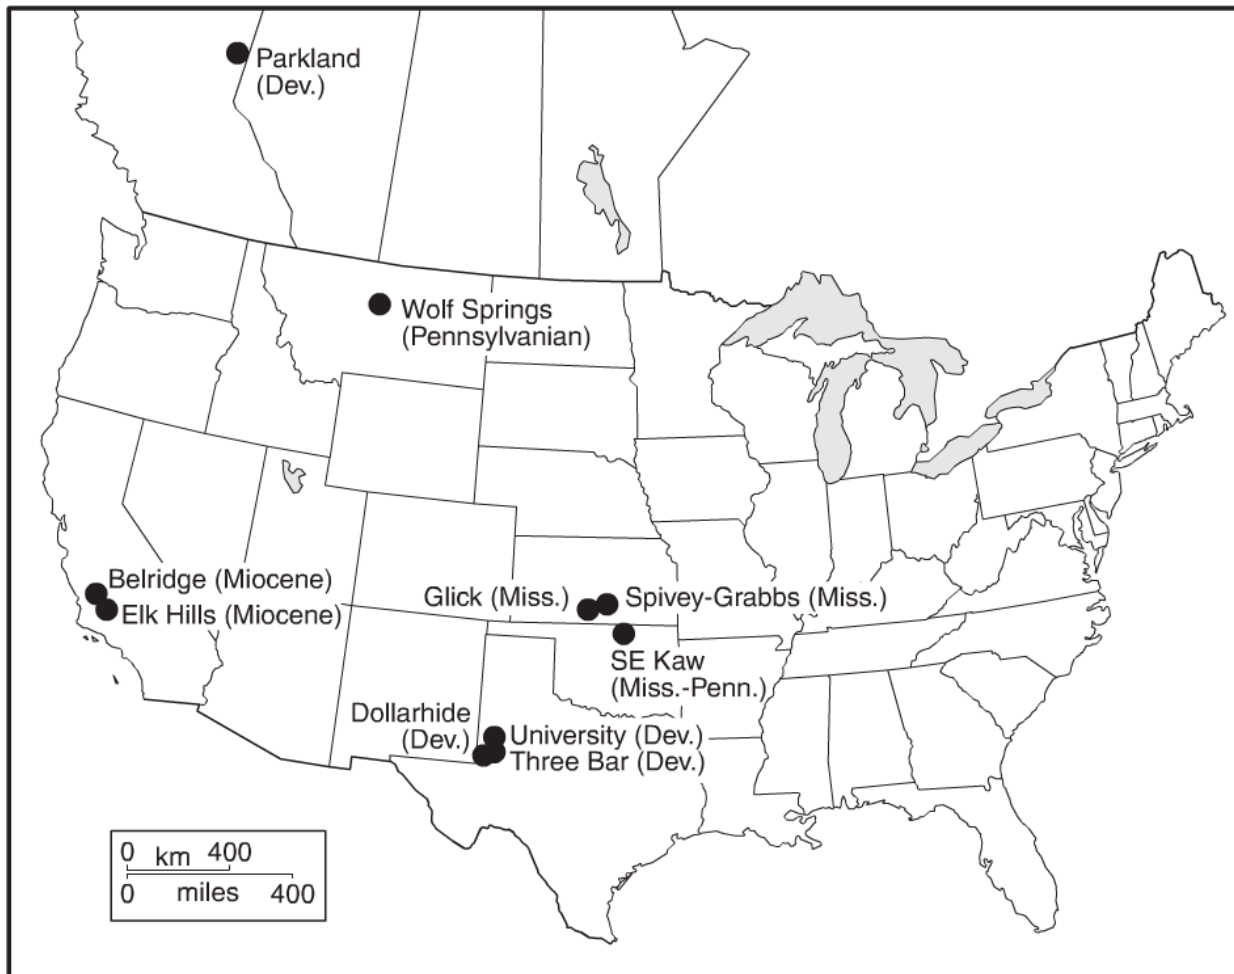 Parkland
(Dev.)
Wolf Springs
(Pennsylvanian)
Belridge (Miocene)
Elk Hills (Miocene)
Glick (Miss.)
Spivey-Grabbs (Miss.)
SE Kaw
(Miss.-Penn.)
Dollarhide
(Dev.)
University (Dev.)
Three Bar (Dev.)
0 km 400
0 miles 400